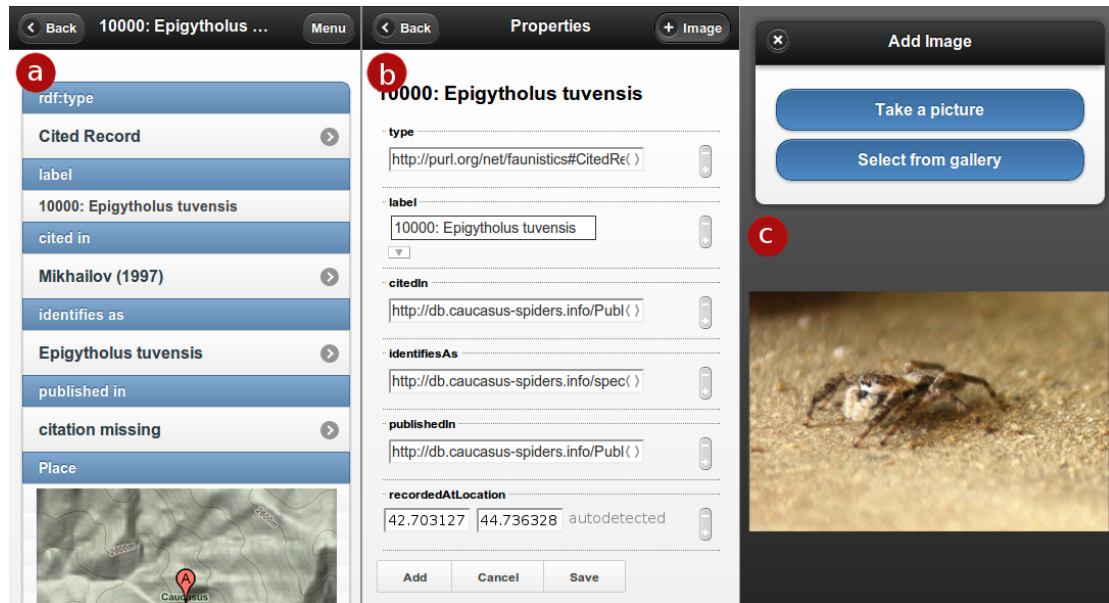 Back
10000: Epigytholus ...
Menu
a
rdf:type
Cited Record
label
10000: Epigytholus tuvensis
cited in
Mikhailov (1997)
identifies as
Epigytholus tuvensis
published in
citation missing
Place
2600m
2000m
A
Caucasus
Back
Properties
+ Image
b
10000: Epigytholus tuvensis
type
http://purl.org/net/faunistics#CitedRe
label
10000: Epigytholus tuvensis
citedIn
http://db.caucasus-spiders.info/Publ
identifiesAs
http://db.caucasus-spiders.info/spec
publishedIn
http://db.caucasus-spiders.info/Publ
recordedAtLocation
42.703127 44.736328 autodetected
Add Cancel Save
Add Image
Take a picture
Select from gallery
c